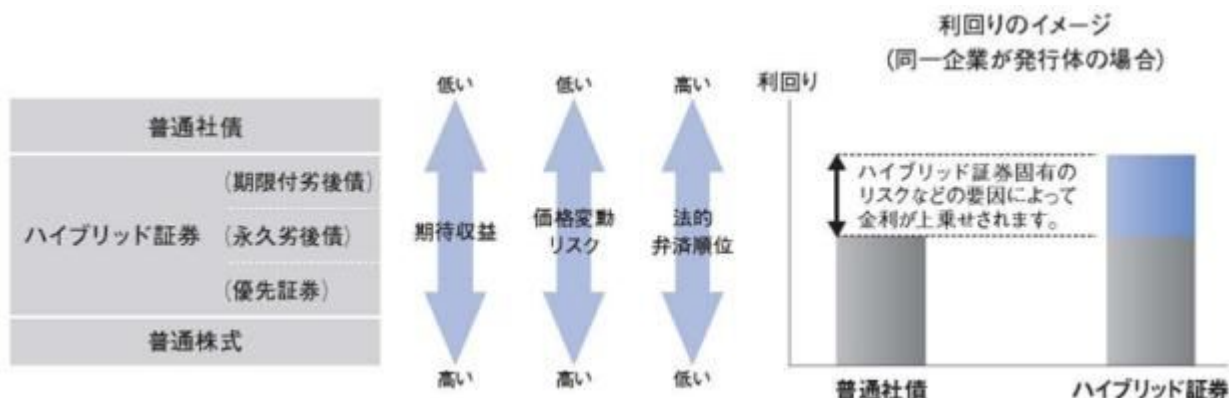 利回りのイメージ
(同一企業が発行体の場合)
低い
低い
高い
利回り
普通社債
ハイブリッド証券
(期限付劣後債)
(永久劣後債)
(優先証券)
普通株式
期待収益
価格変動
リスク
法的
弁済順位
高い
高い
低い
ハイブリッド証券固有の
リスクなどの要因によって
金利が上乗せされます。
普通社債
ハイブリッド証券